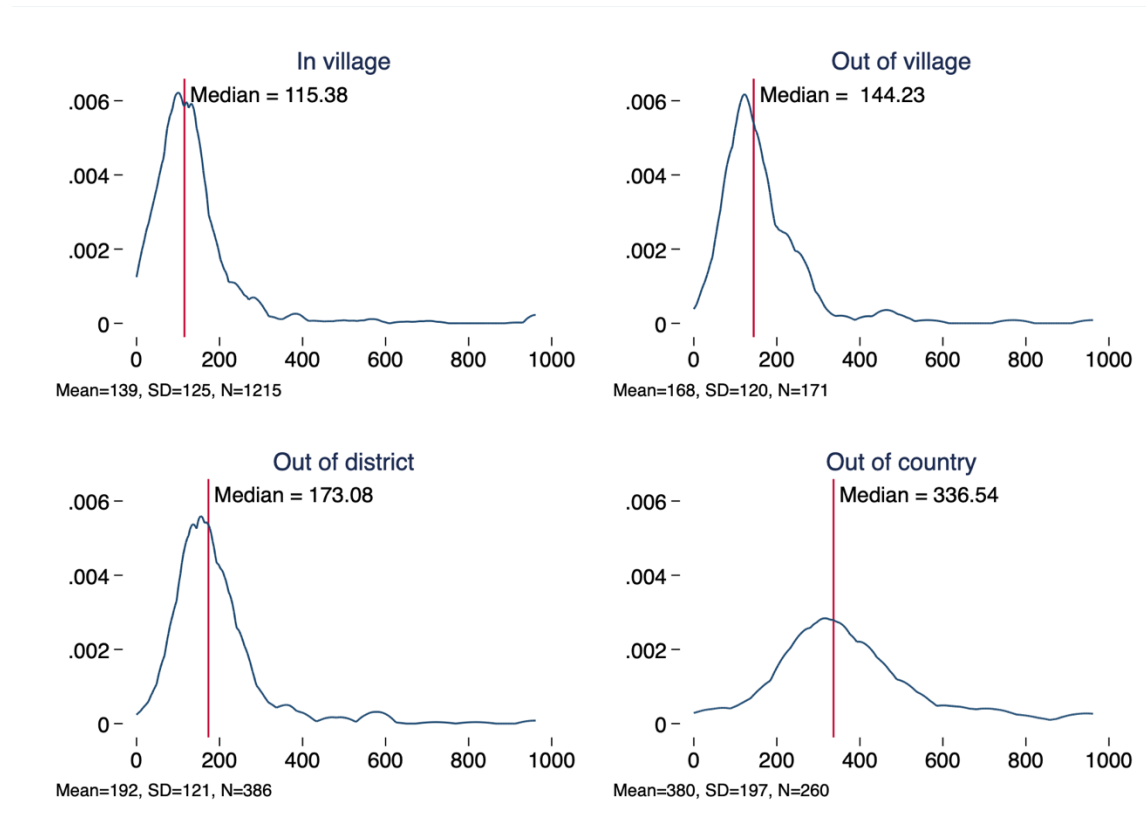 In village
Median = 115.38
.006
.004
.002
0
0 200 400 600 800 1000
Mean=139, SD=125, N=1215
Out of village
Median = 144.23
.006
.004
.002
0
0 200 400 600 800 1000
Mean=168, SD=120, N=171
Out of district
Median = 173.08
.006
.004
.002
0
0 200 400 600 800 1000
Mean=192, SD=121, N=386
Out of country
Median = 336.54
.006
.004
.002
0
0 200 400 600 800 1000
Mean=380, SD=197, N=260